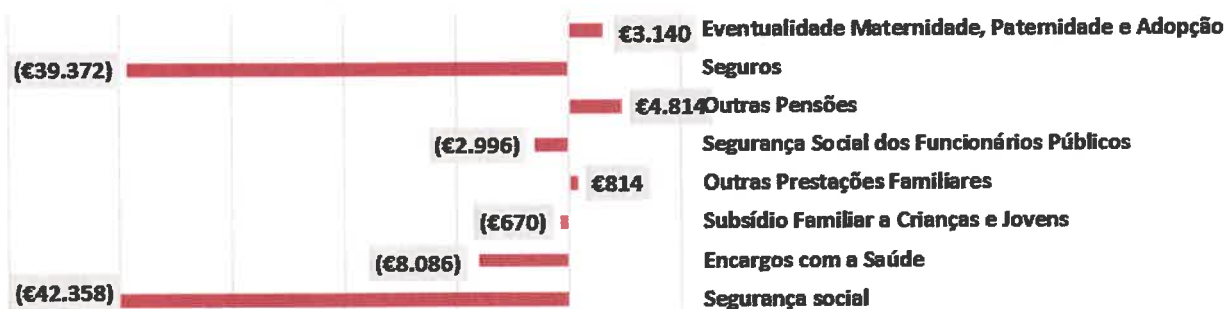 €3.140 Eventualidade Maternidade, Paternidade e Adopção
(€39.372) Seguros
€4.814 Outras Pensões
(€2.996) Segurança Social dos Funcionários Públicos
€814 Outras Prestações Familiares
(€670) Subsídio Familiar a Crianças e Jovens
(€8.086) Encargos com a Saúde
(€42.358) Segurança social